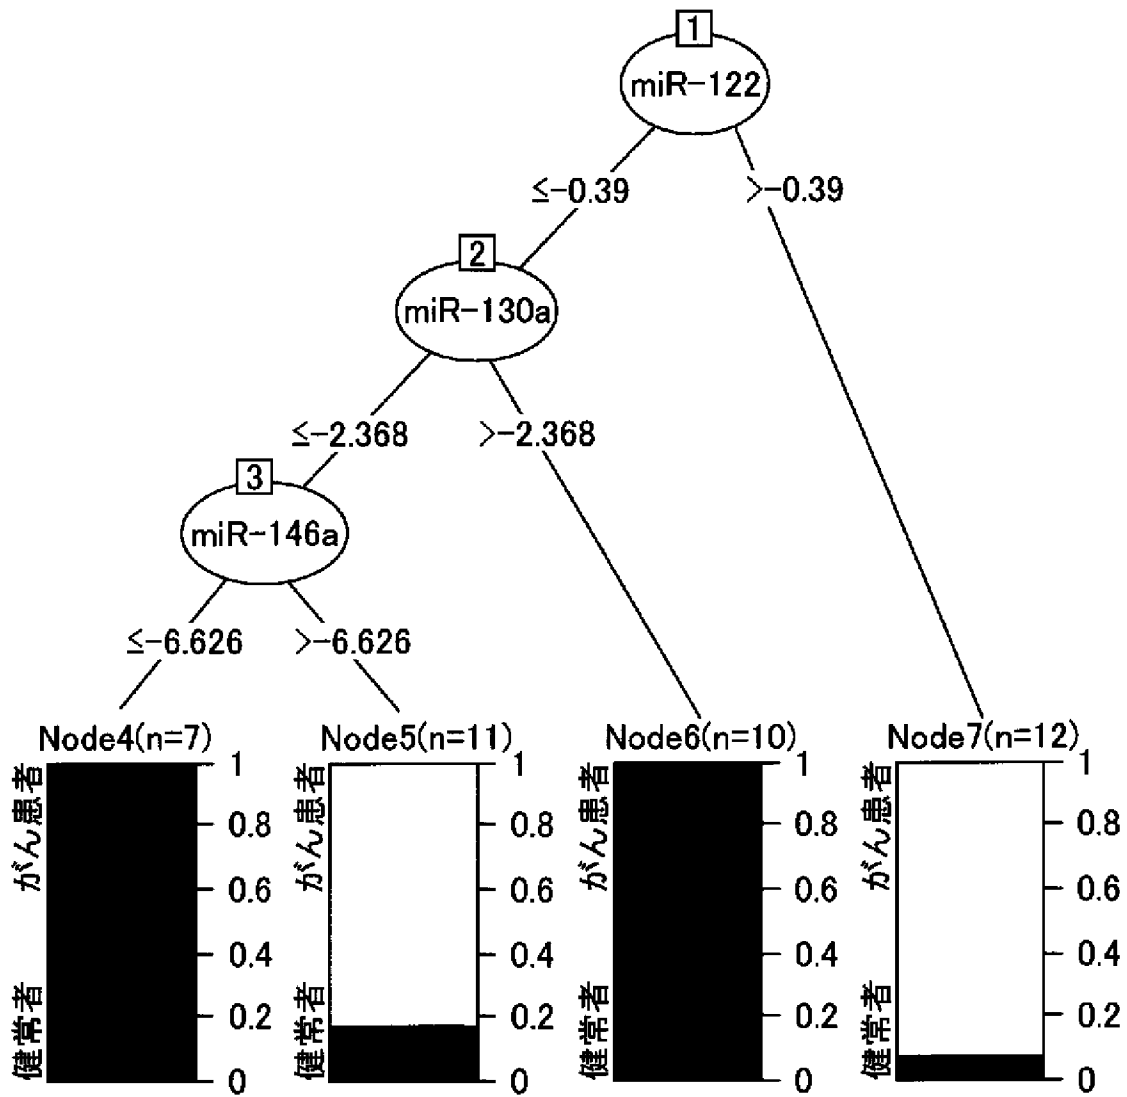 1
miR-122
≤-0.39
>-0.39
2
miR-130a
≤-2.368
>-2.368
3
miR-146a
≤-6.626
>-6.626
Node4(n=7)
Node5(n=11)
Node6(n=10)
Node7(n=12)
がん患者
健常者
1
0.8
0.6
0.4
0.2
0
がん患者
健常者
1
0.8
0.6
0.4
0.2
0
がん患者
健常者
1
0.8
0.6
0.4
0.2
0
がん患者
健常者
1
0.8
0.6
0.4
0.2
0